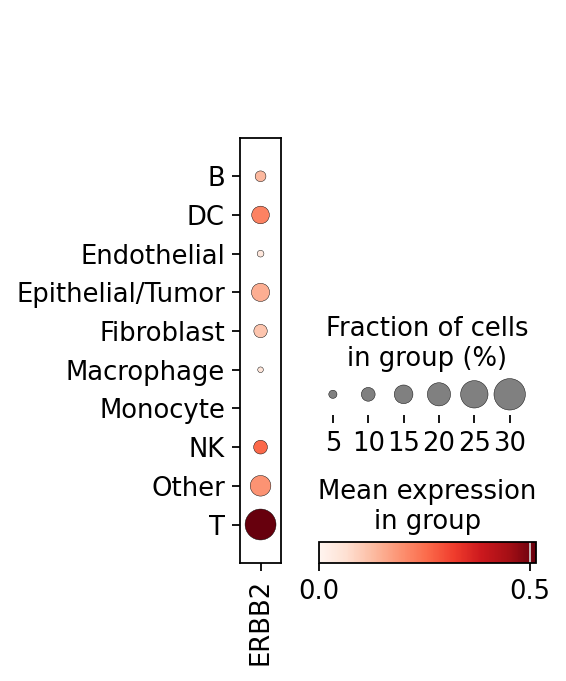 B
DC
Endothelial
Epithelial/Tumor
Fibroblast
Macrophage
Monocyte
NK
Other
T
ERBB2
Fraction of cells
in group (%)
5 10 15 20 25 30
Mean expression
in group
0.0 0.5